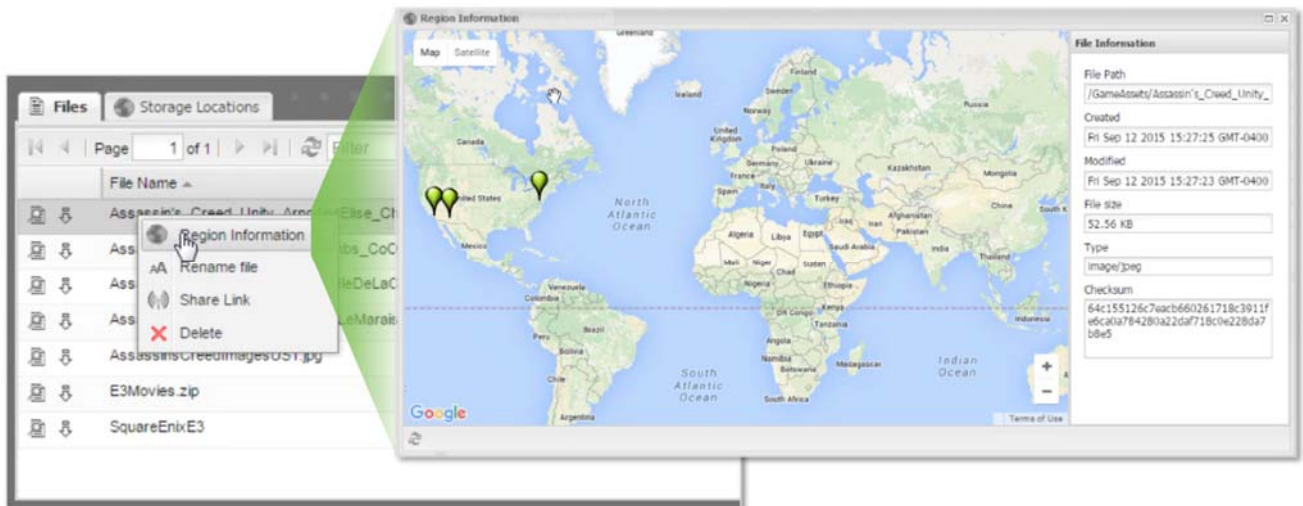 Files
Storage Locations
Page 1 of 1
Filter
File Name
Assassin's_Creed_Unity_
Region Information
Rename file
Share Link
Delete
AssassinsCreedImagesUS1.jpg
E3Movies.zip
SquareEnixE3
Region Information
Map
Satellite
Greenland
Iceland
Finland
Sweden
Norway
Russia
Canada
United
Kingdom
Poland
Germany
Ukraine
France
Kazakhstan
Mongolia
Spain
Italy
Turkey
United States
North
Atlantic
Ocean
China
South K
Afghanistan
Iraq
Iran
Pakistan
Algeria
Libya
Egypt
Saudi Arabia
India
Thailand
Mexico
Mali
Niger
Chad
Sudan
Nigeria
Ethiopia
Venezuela
Colombia
Kenya
DR Congo
Tanzania
Indonesia
Peru
Brazil
Bolivia
Angola
Namibia
Botswana
Madagascar
Indian
Ocean
Chile
South
Atlantic
Ocean
South Africa
Argentina
Google
Terms of Use
File Information
File Path
/GameAssets/Assassin's_Creed_Unity_
Created
Fri Sep 12 2015 15:27:25 GMT-0400
Modified
Fri Sep 12 2015 15:27:23 GMT-0400
File size
52.56 KB
Type
image/jpeg
Checksum
64c155126c7eacb660261718c3911f
e6ca0a784280a22daf718c0e228da7
b8e5